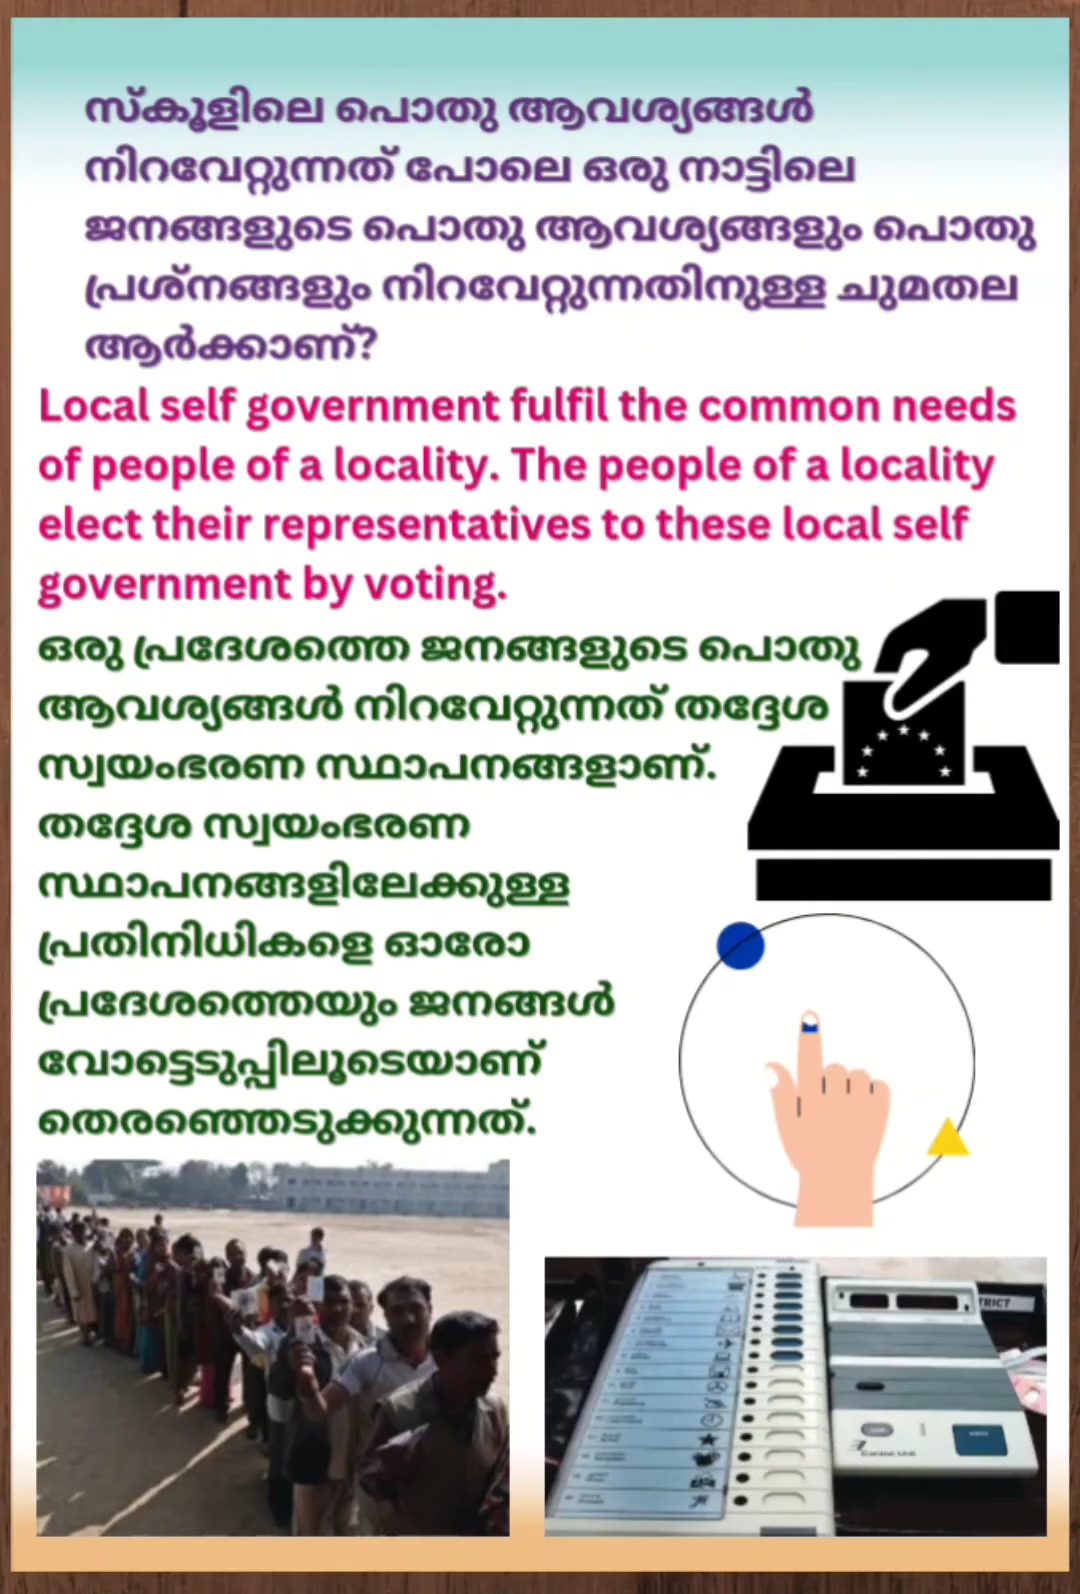 സ്കൂളിലെ പൊതു ആവശ്യങ്ങൾ
നിറവേറ്റുന്നത് പോലെ ഒരു നാട്ടിലെ
ജനങ്ങളുടെ പൊതു ആവശ്യങ്ങളും പൊതു
പ്രശ്നങ്ങളും നിറവേറ്റുന്നതിനുള്ള ചുമതല
ആർക്കാണ്?
Local self government fulfil the common needs
of people of a locality. The people of a locality
elect their representatives to these local self
government by voting.
ഒരു പ്രദേശത്തെ ജനങ്ങളുടെ പൊതു
ആവശ്യങ്ങൾ നിറവേറ്റുന്നത് തദ്ദേശ
സ്വയംഭരണ സ്ഥാപനങ്ങളാണ്.
തദ്ദേശ സ്വയംഭരണ
സ്ഥാപനങ്ങളിലേക്കുള്ള
പ്രതിനിധികളെ ഓരോ
പ്രദേശത്തെയും ജനങ്ങൾ
വോട്ടെടുപ്പിലൂടെയാണ്
തെരഞ്ഞെടുക്കുന്നത്.
TRICT
Control Unit